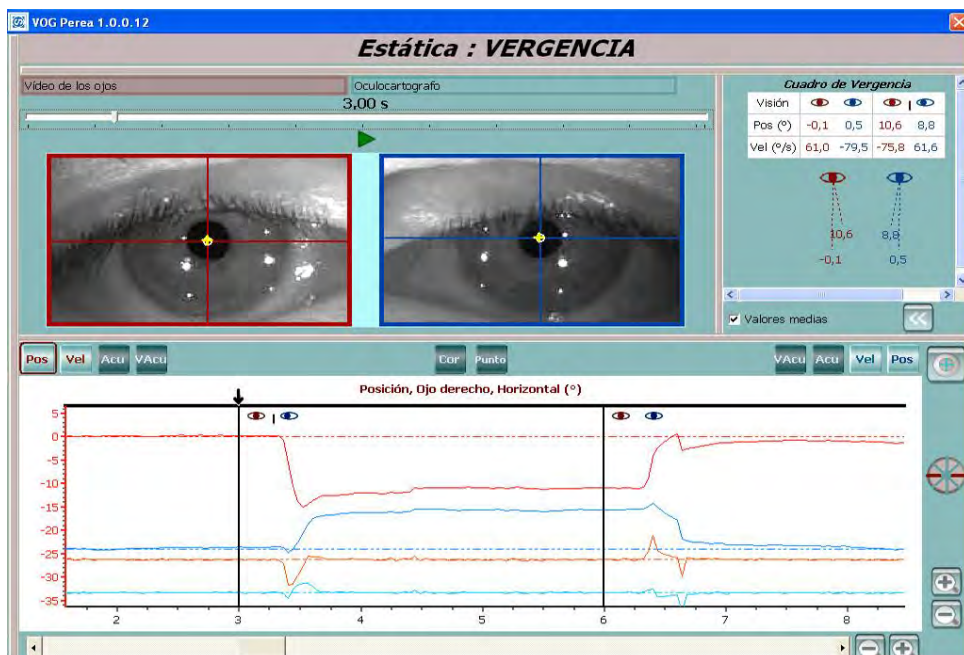 VOG Perea 1.0.0.12
Estática : VERGENCIA
Vídeo de los ojos
Oculocartografo
3,00 s
Cuadro de Vergencia
Visión
Pos (º) -0,1 0,5 10,6 8,8
Vel (º/s) 61,0 -79,5 -75,8 61,6
10,6 8,8
-0,1 0,5
Valores medias
Pos Vel Acu VAcu Cor Punto VAcu Acu Vel Pos
Posición, Ojo derecho, Horizontal (º)
5
0
-5
-10
-15
-20
-25
-30
-35
2 3 4 5 6 7 8